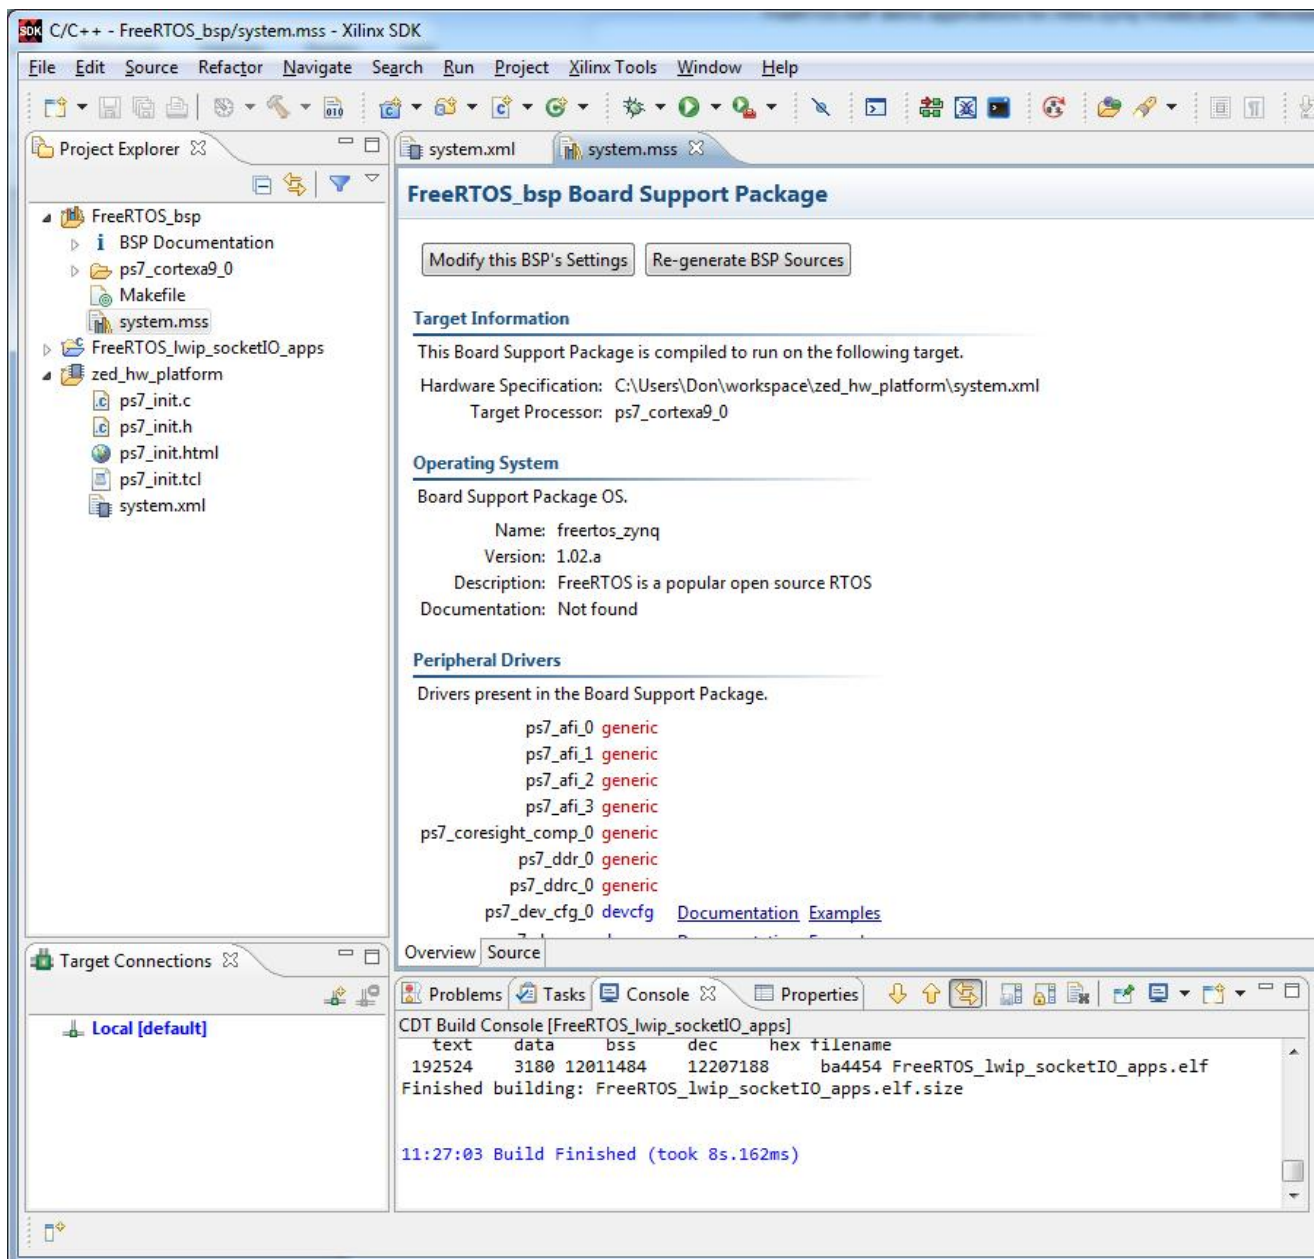 C/C++ - FreeRTOS_bsp/system.mss - Xilinx SDK
File Edit Source Refactor Navigate Search Run Project Xilinx Tools Window Help
Project Explorer
system.xml system.mss
FreeRTOS_bsp Board Support Package
FreeRTOS_bsp
BSP Documentation
ps7_cortexa9_0
Makefile
system.mss
FreeRTOS_lwip_socketIO_apps
zed_hw_platform
ps7_init.c
ps7_init.h
ps7_init.html
ps7_init.tcl
system.xml
Modify this BSP's Settings Re-generate BSP Sources
Target Information
This Board Support Package is compiled to run on the following target.
Hardware Specification: C:\Users\Don\workspace\zed_hw_platform\system.xml
Target Processor: ps7_cortexa9_0
Operating System
Board Support Package OS.
Name: freertos_zynq
Version: 1.02.a
Description: FreeRTOS is a popular open source RTOS
Documentation: Not found
Peripheral Drivers
Drivers present in the Board Support Package.
ps7_afi_0 generic
ps7_afi_1 generic
ps7_afi_2 generic
ps7_afi_3 generic
ps7_coresight_comp_0 generic
ps7_ddr_0 generic
ps7_ddrc_0 generic
ps7_dev_cfg_0 devcfg Documentation Examples
Overview Source
Target Connections
Local [default]
Problems Tasks Console Properties
CDT Build Console [FreeRTOS_lwip_socketIO_apps]
text data bss dec hex filename
192524 3180 12011484 12207188 ba4454 FreeRTOS_lwip_socketIO_apps.elf
Finished building: FreeRTOS_lwip_socketIO_apps.elf.size
11:27:03 Build Finished (took 8s.162ms)